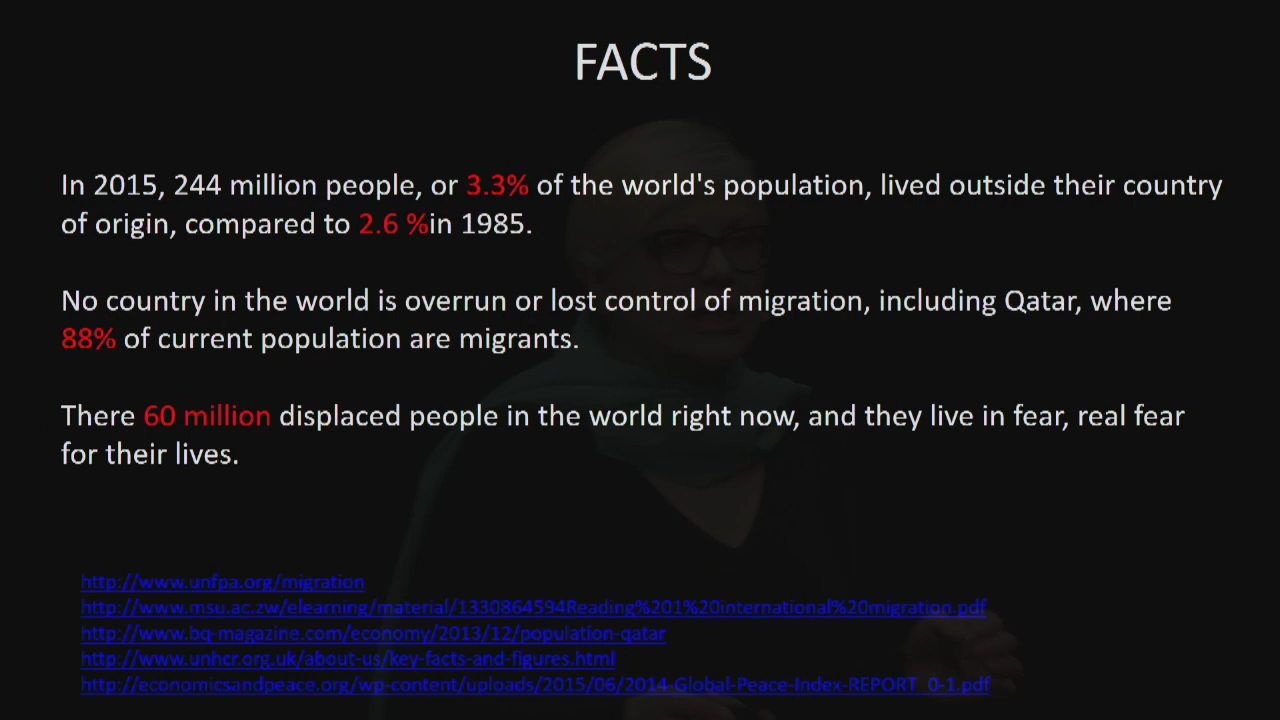 FACTS
In 2015, 244 million people, or 3.3% of the world's population, lived outside their country
of origin, compared to 2.6 %in 1985.
No country in the world is overrun or lost control of migration, including Qatar, where
88% of current population are migrants.
There 60 million displaced people in the world right now, and they live in fear, real fear
for their lives.
http://www.unfpa.org/migration
http://www.msu.ac.zw/elearning/material/1330864594Reading%201%20international%20migration.pdf
http://www.bq-magazine.com/economy/2013/12/population-qatar
http://www.unhcr.org.uk/about-us/key-facts-and-figures.html
http://economicsandpeace.org/wp-content/uploads/2015/06/2014-Global-Peace-Index-REPORT_0-1.pdf